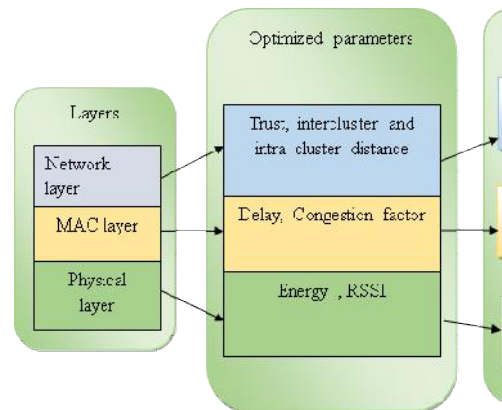 Optimized parameters
Layers
Trust, intercluster and
intra cluster distance
Network
layer
MAC layer
Delay, Congestion factor
Physical
layer
Energy , RSSI